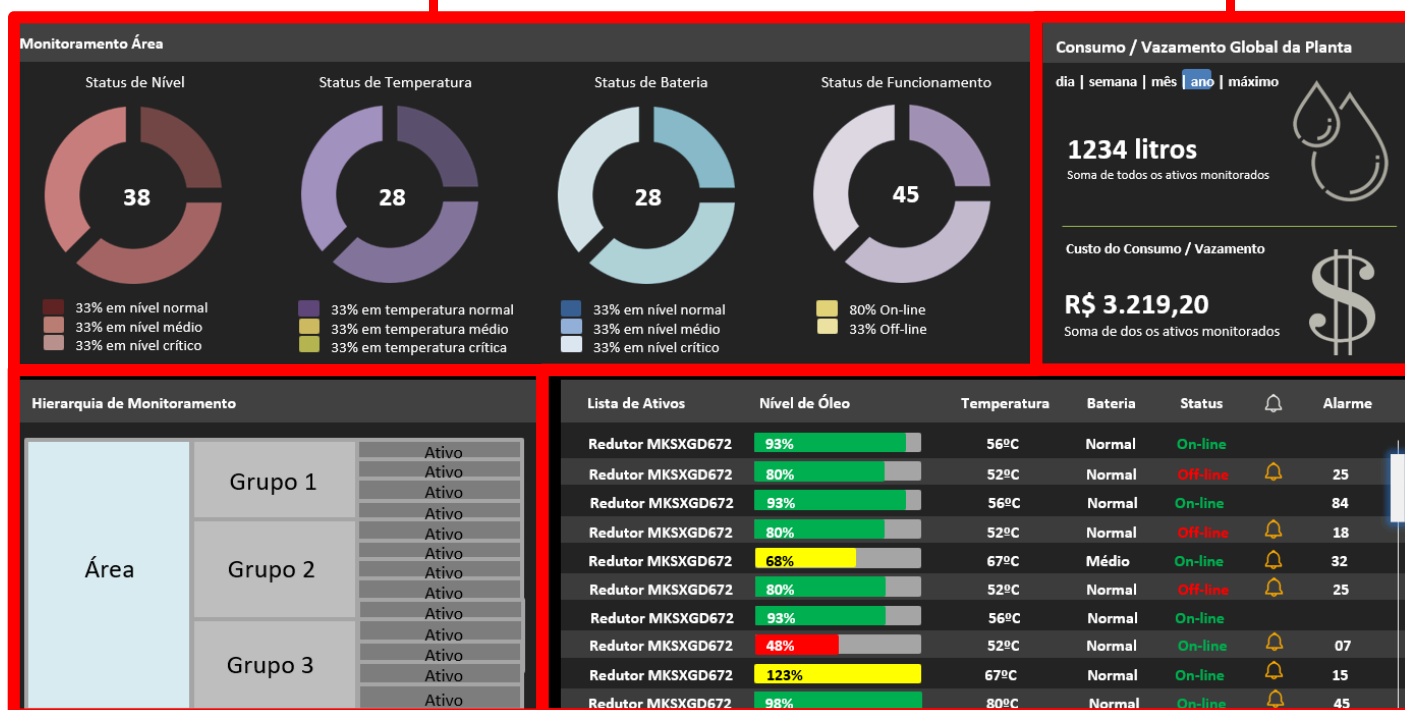 Monitoramento Área
Status de Nível
Status de Temperatura
Status de Bateria
Status de Funcionamento
38
28
28
45
33% em nível normal
33% em nível médio
33% em nível crítico
33% em temperatura normal
33% em temperatura médio
33% em temperatura crítica
33% em nível normal
33% em nível médio
33% em nível crítico
80% On-line
33% Off-line
Consumo / Vazamento Global da Planta
dia | semana | mês | ano | máximo
1234 litros
Soma de todos os ativos monitorados
Custo do Consumo / Vazamento
R$ 3.219,20
Soma de dos os ativos monitorados
$
Hierarquia de Monitoramento
Área
Grupo 1
Grupo 2
Grupo 3
Ativo
Ativo
Ativo
Ativo
Ativo
Ativo
Ativo
Ativo
Ativo
Ativo
Ativo
Ativo
Lista de Ativos Nível de Óleo Temperatura Bateria Status Alarme
Redutor MKSXGD672 93% 56ºC Normal On-line
Redutor MKSXGD672 80% 52ºC Normal Off-line 25
Redutor MKSXGD672 93% 56ºC Normal On-line 84
Redutor MKSXGD672 80% 52ºC Normal Off-line 18
Redutor MKSXGD672 68% 67ºC Médio On-line 32
Redutor MKSXGD672 80% 52ºC Normal Off-line 25
Redutor MKSXGD672 93% 56ºC Normal On-line
Redutor MKSXGD672 48% 52ºC Normal On-line 07
Redutor MKSXGD672 123% 67ºC Normal On-line 15
Redutor MKSXGD672 98% 80ºC Normal On-line 45